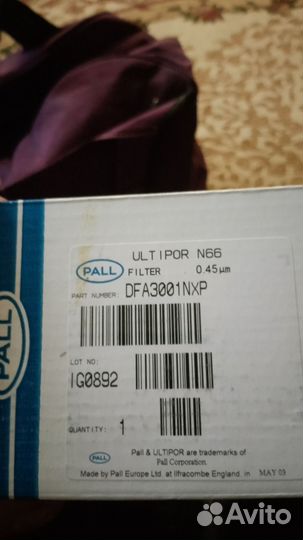 ULTIPOR N66
PALL FILTER 0.45µm
PART NUMBER: DFA3001NXP
LOT NO:
IG0892
QUANTITY: 1
PALL
Pall & ULTIPOR are trademarks of
Pall Corporation.
Made by Pall Europe Ltd. at Ilfracombe England. in MAY 03
PALL
Avito